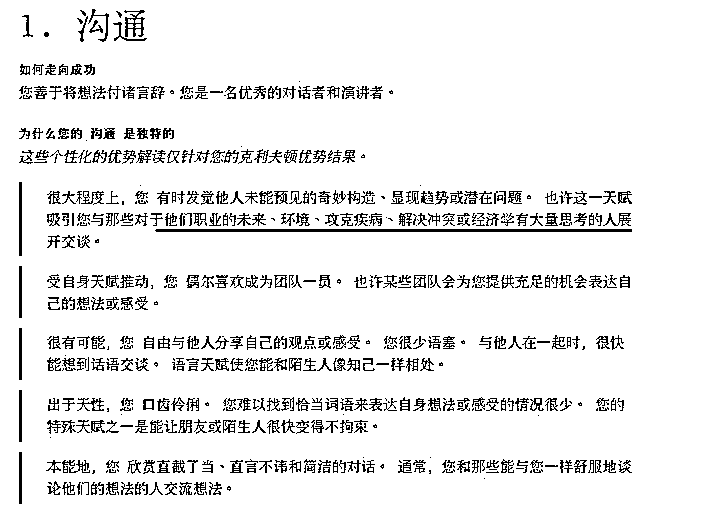 1. 沟通
如何走向成功
您善于将想法付诸言辞。您是一名优秀的对话者和演讲者。
为什么您的 沟通 是独特的
这些个性化的优势解读仅针对您的克利夫顿优势结果。
很大程度上，您 有时发觉他人未能预见的奇妙构造、显现趋势或潜在问题。 也许这一天赋
吸引您与那些对于他们职业的未来、环境、攻克疾病、解决冲突或经济学有大量思考的人展
开交谈。
受自身天赋推动，您 偶尔喜欢成为团队一员。 也许某些团队会为您提供充足的机会表达自
己的想法或感受。
很有可能，您 自由与他人分享自己的观点或感受。 您很少语塞。 与他人在一起时，很快
能想到话语交谈。 语言天赋使您能和陌生人像知己一样相处。
出于天性，您 口齿伶俐。 您难以找到恰当词语来表达自身想法或感受的情况很少。 您的
特殊天赋之一是能让朋友或陌生人很快变得不拘束。
本能地，您 欣赏直截了当、直言不讳和简洁的对话。 通常，您和那些能与您一样舒服地谈
论他们的想法的人交流想法。